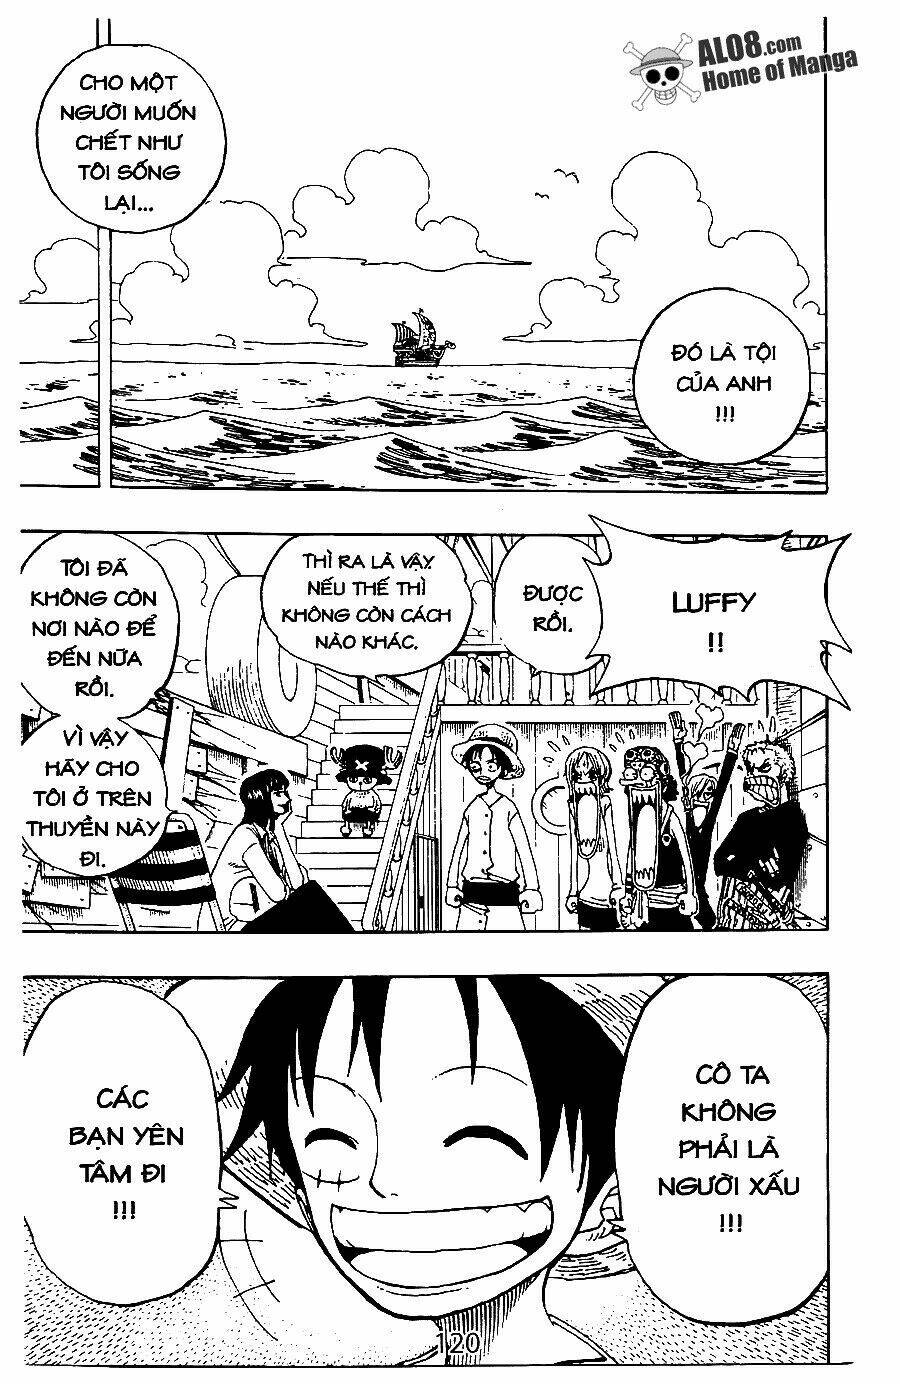 AL08.com
Home of Manga
CHO MỘT
NGƯỜI MUỐN
CHẾT NHƯ
TÔI SỐNG
LẠI...
ĐÓ LÀ TỘI
CỦA ANH
!!!
TÔI ĐÃ
KHÔNG CÒN
NƠI NÀO ĐỂ
ĐẾN NỮA
RỒI.
VÌ VẬY
HÃY CHO
TÔI Ở TRÊN
THUYỀN NÀY
ĐI.
THÌ RA LÀ VẬY.
NẾU THẾ THÌ
KHÔNG CÒN CÁCH
NÀO KHÁC.
ĐƯỢC
RỒI.
LUFFY
!!
CÁC
BẠN YÊN
TÂM ĐI
!!!
CÔ TA
KHÔNG
PHẢI LÀ
NGƯỜI XẤU
!!!
120